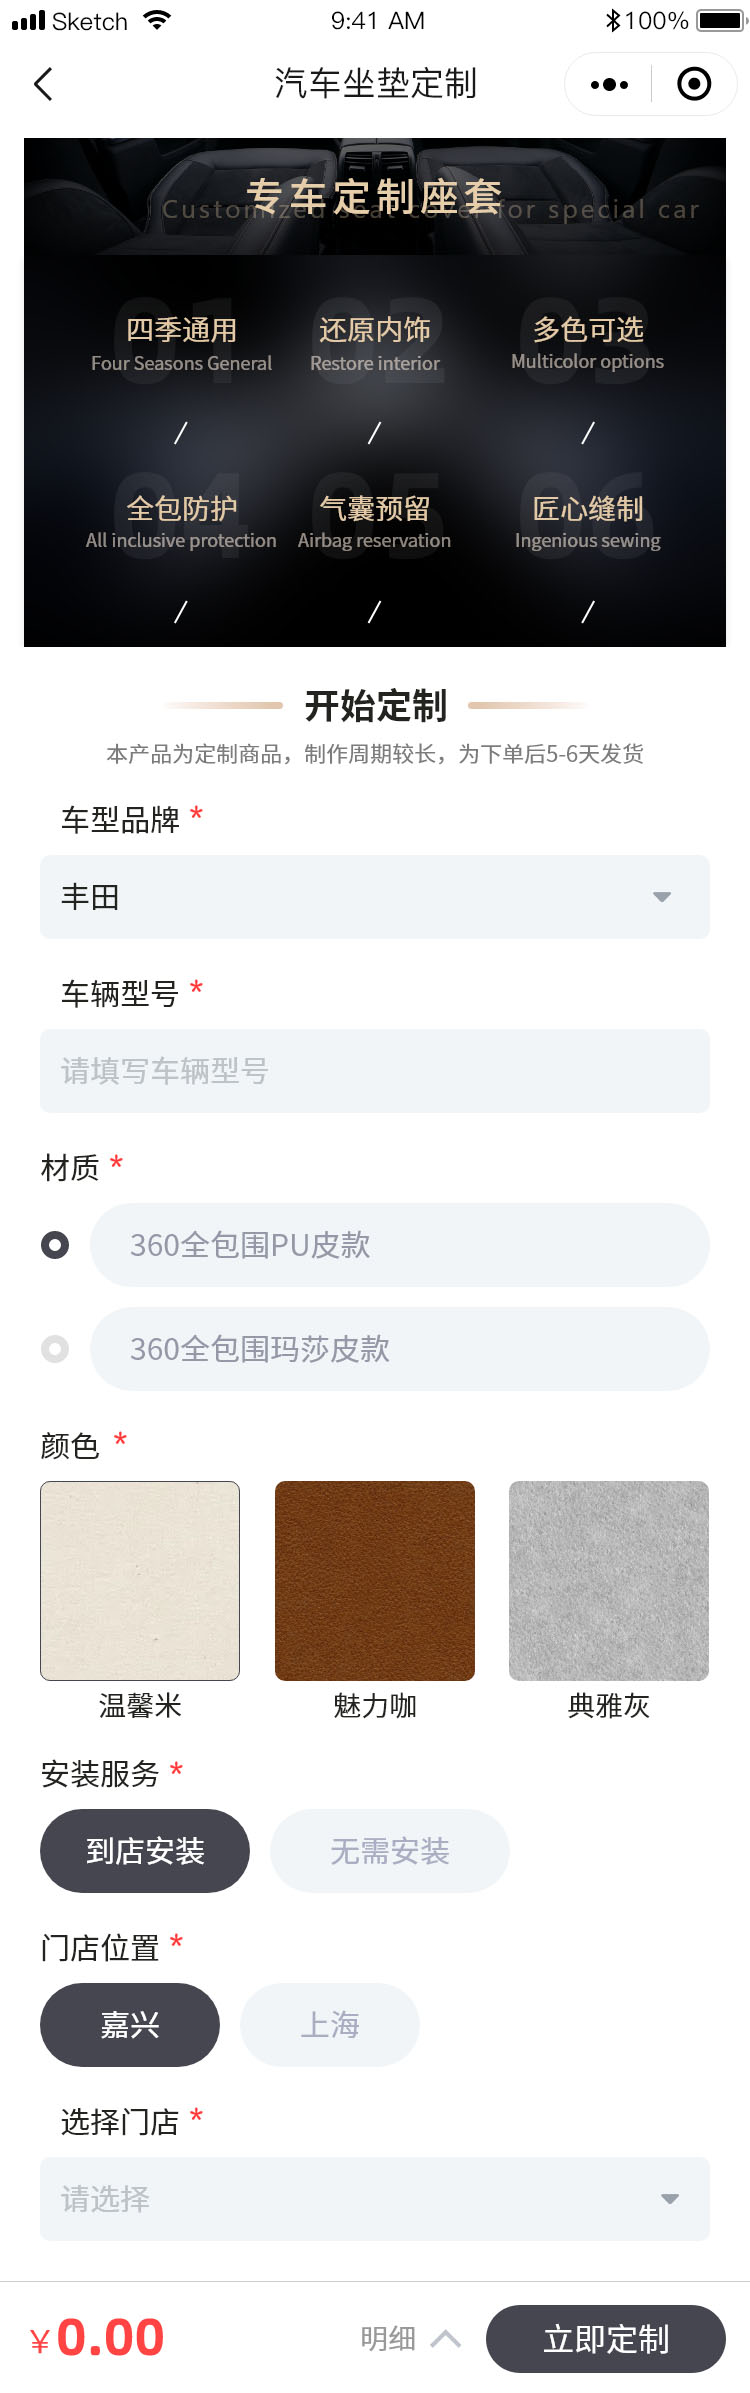 Sketch 9:41 AM 100%
汽车坐垫定制
专车定制座套
Customized seat cover for special car
01 02 03
四季通用 还原内饰 多色可选
Four Seasons General Restore interior Multicolor options
/ / /
04 05 06
全包防护 气囊预留 匠心缝制
All inclusive protection Airbag reservation Ingenious sewing
/ / /
开始定制
本产品为定制商品，制作周期较长，为下单后5-6天发货
车型品牌 *
丰田
车辆型号 *
请填写车辆型号
材质 *
360全包围PU皮款
360全包围玛莎皮款
颜色 *
温馨米 魅力咖 典雅灰
安装服务 *
到店安装 无需安装
门店位置 *
嘉兴 上海
选择门店 *
请选择
¥0.00 明细 立即定制